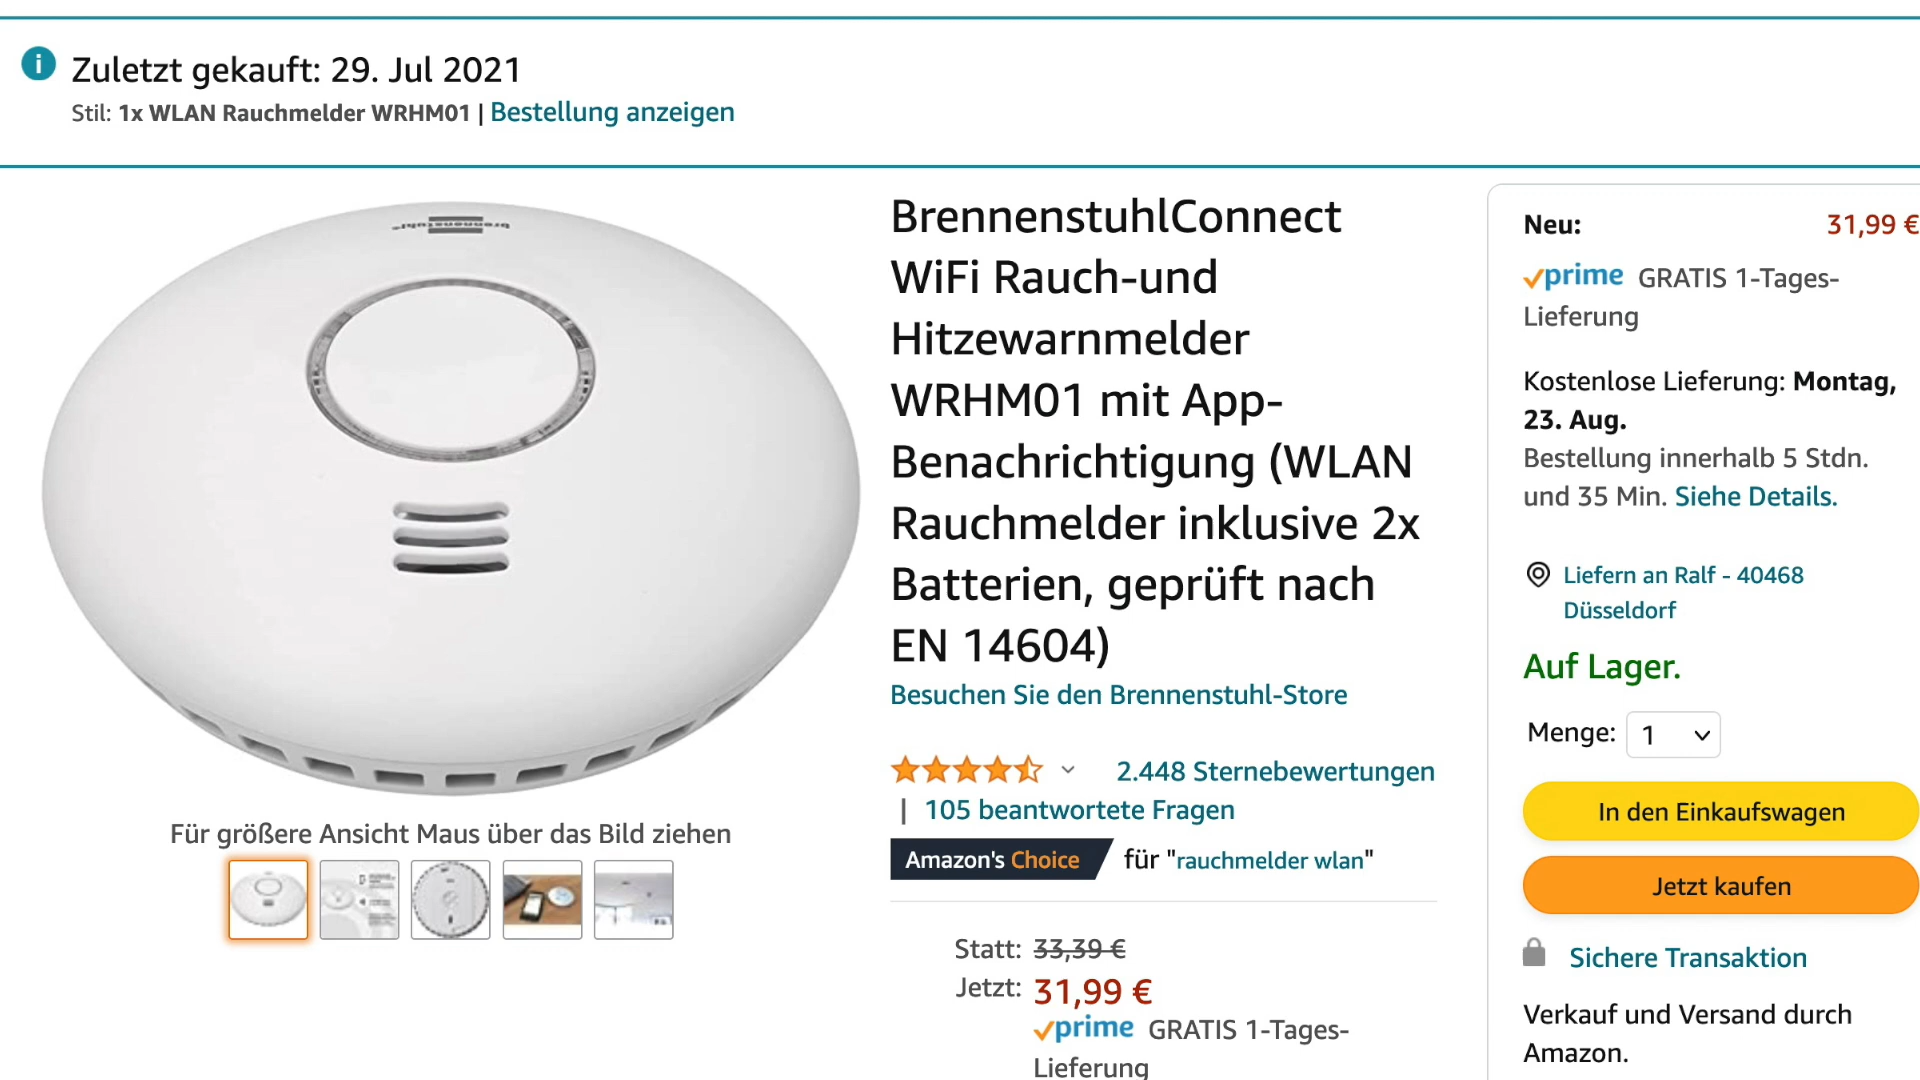 Zuletzt gekauft: 29. Jul 2021
Stil: 1x WLAN Rauchmelder WRHM01 | Bestellung anzeigen
brennenstuhl
Für größere Ansicht Maus über das Bild ziehen
BrennenstuhlConnect
WiFi Rauch-und
Hitzewarnmelder
WRHM01 mit App-
Benachrichtigung (WLAN
Rauchmelder inklusive 2x
Batterien, geprüft nach
EN 14604)
Besuchen Sie den Brennenstuhl-Store
2.448 Sternebewertungen
| 105 beantwortete Fragen
Amazon's Choice für "rauchmelder wlan"
Statt: 33,39 €
Jetzt: 31,99 €
prime GRATIS 1-Tages-
Lieferung
Neu: 31,99 €
prime GRATIS 1-Tages-
Lieferung
Kostenlose Lieferung: Montag,
23. Aug.
Bestellung innerhalb 5 Stdn.
und 35 Min. Siehe Details.
Liefern an Ralf - 40468
Düsseldorf
Auf Lager.
Menge: 1
In den Einkaufswagen
Jetzt kaufen
Sichere Transaktion
Verkauf und Versand durch
Amazon.